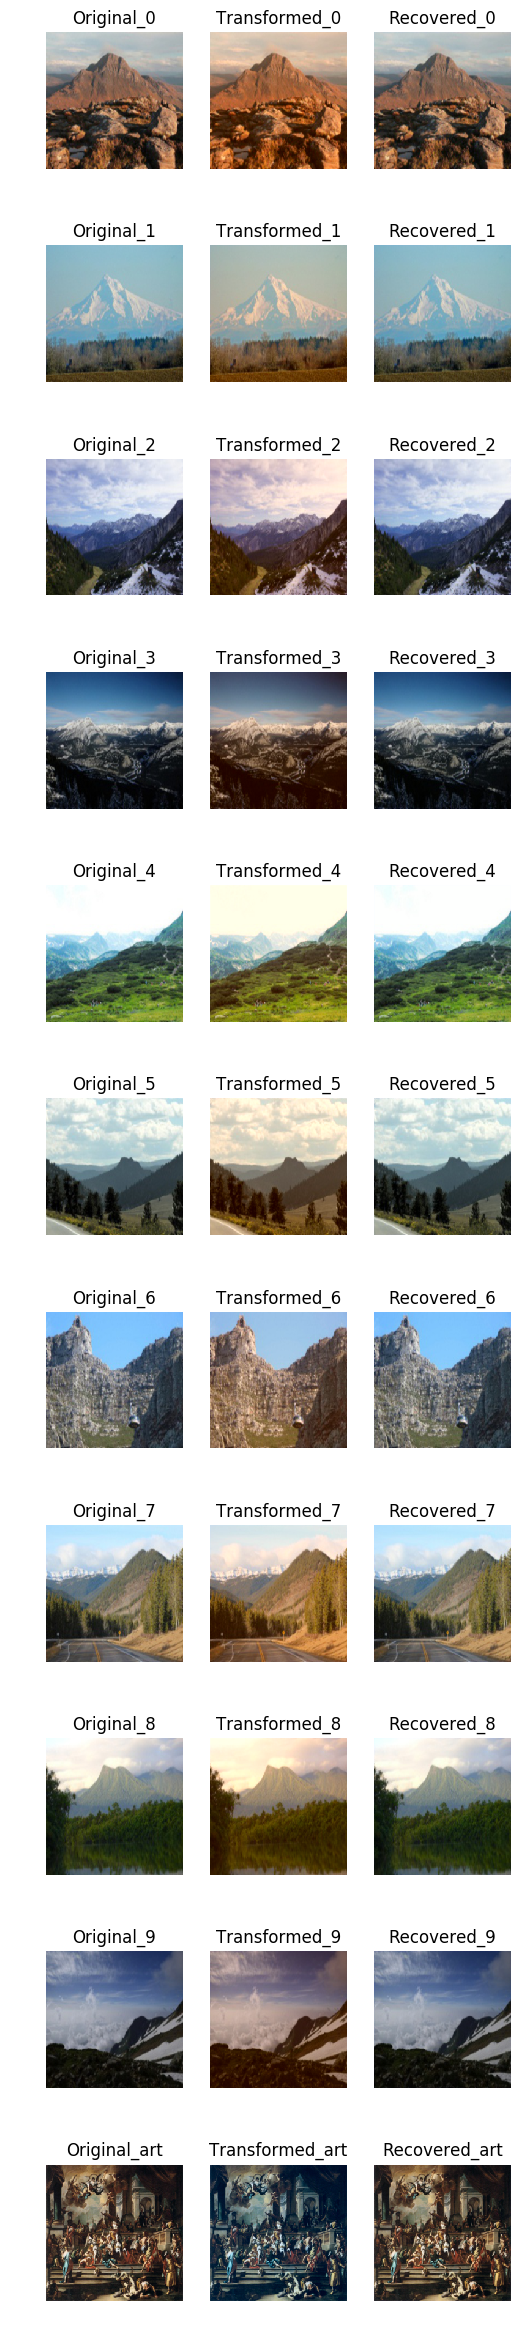 Original_0 Transformed_0 Recovered_0
Original_1 Transformed_1 Recovered_1
Original_2 Transformed_2 Recovered_2
Original_3 Transformed_3 Recovered_3
Original_4 Transformed_4 Recovered_4
Original_5 Transformed_5 Recovered_5
Original_6 Transformed_6 Recovered_6
Original_7 Transformed_7 Recovered_7
Original_8 Transformed_8 Recovered_8
Original_9 Transformed_9 Recovered_9
Original_art Transformed_art Recovered_art